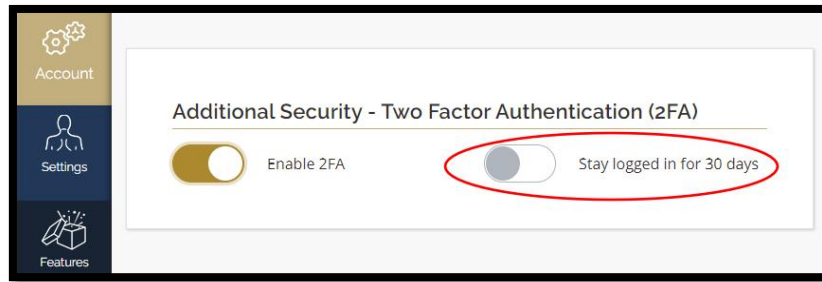 Account
Additional Security - Two Factor Authentication (2FA)
Settings
Enable 2FA
Stay logged in for 30 days
Features